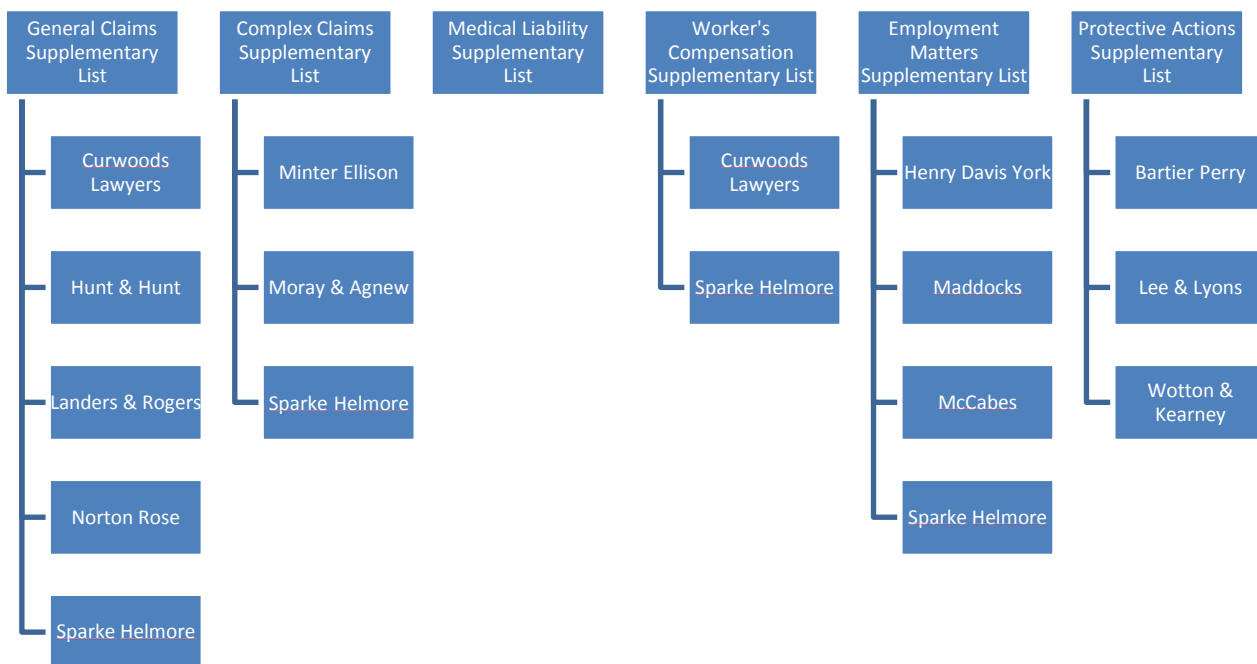 General Claims
Supplementary
List
Curwoods
Lawyers
Hunt & Hunt
Landers & Rogers
Norton Rose
Sparke Helmore
Complex Claims
Supplementary
List
Minter Ellison
Moray & Agnew
Sparke Helmore
Medical Liability
Supplementary
List
Worker's
Compensation
Supplementary List
Curwoods
Lawyers
Sparke Helmore
Employment
Matters
Supplementary List
Henry Davis York
Maddocks
McCabes
Sparke Helmore
Protective Actions
Supplementary
List
Bartier Perry
Lee & Lyons
Wotton &
Kearney